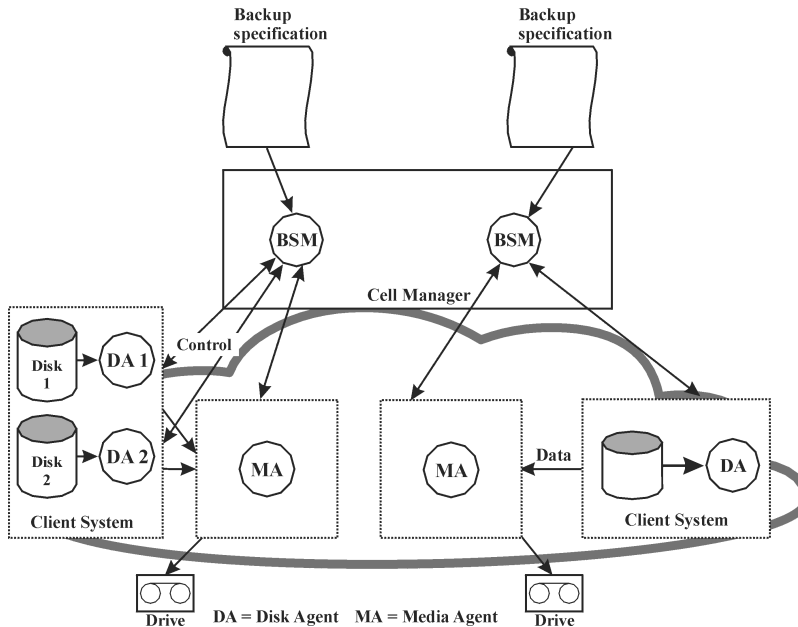 Backup
specification
Backup
specification
BSM
BSM
Cell Manager
Control
Disk
1
DA 1
Disk
2
DA 2
Client System
MA
MA
Data
DA
Client System
Drive
DA = Disk Agent
MA = Media Agent
Drive